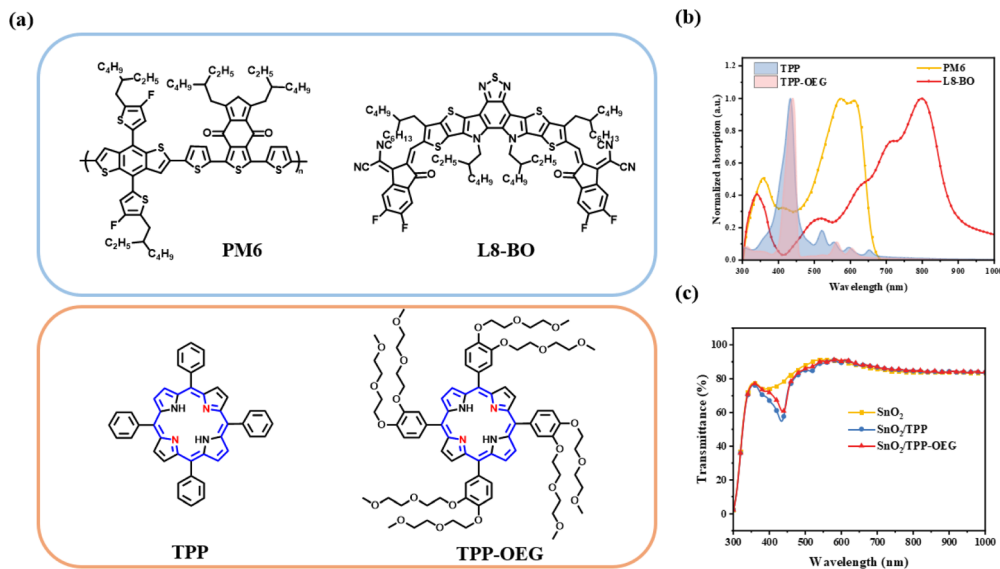 (a)
C₄H₉
C₂H₅
C₂H₅
C₂H₅
C₄H₉
C₄H₉
F
S
O
O
S
S
S
S
S
n
S
F
C₂H₅
C₄H₉
PM6
N
S
N
C₄H₉
C₆H₁₃
S
S
S
S
N
N
C₄H₉
C₆H₁₃
NC
NC
O
C₂H₅
C₄H₉
C₂H₅
C₄H₉
O
NC
CN
F
F
F
F
L8-BO
NH
N
N
HN
TPP
NH
N
N
HN
TPP-OEG
(b)
TPP
TPP-OEG
PM6
L8-BO
Normalized absorption (a.u.)
1.2
1.0
0.8
0.6
0.4
0.2
0.0
300 400 500 600 700 800 900 1000
Wavelength (nm)
(c)
Transmittance (%)
100
80
60
40
20
0
SnO₂
SnO₂/TPP
SnO₂/TPP-OEG
300 400 500 600 700 800 900 1000
Wavelength (nm)